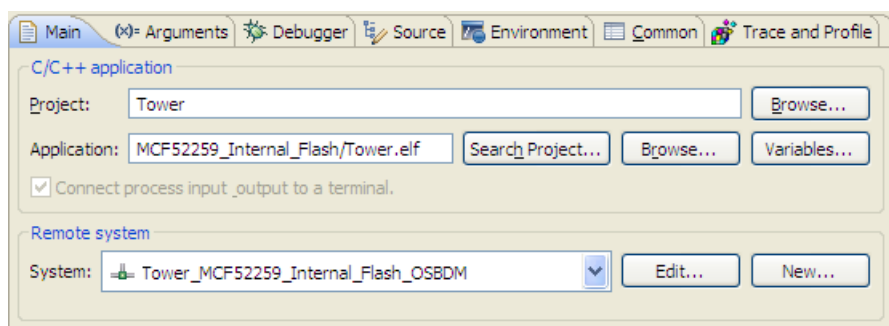 Main (x)= Arguments Debugger Source Environment Common Trace and Profile
C/C++ application
Project: Tower Browse...
Application: MCF52259_Internal_Flash/Tower.elf Search Project... Browse... Variables...
Connect process input _output to a terminal.
Remote system
System: Tower_MCF52259_Internal_Flash_OSBDM Edit... New...